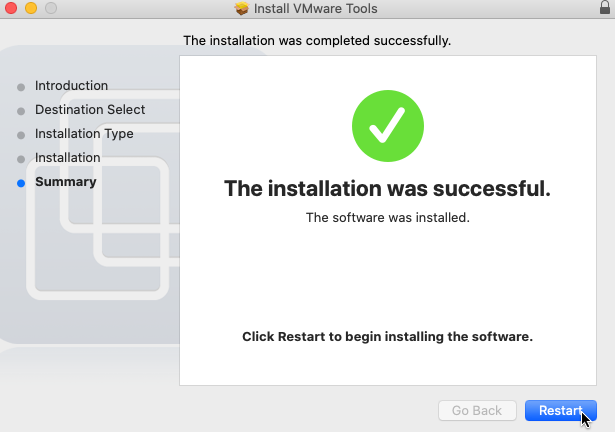 Install VMware Tools
The installation was completed successfully.
Introduction
Destination Select
Installation Type
Installation
Summary
The installation was successful.
The software was installed.
Click Restart to begin installing the software.
Go Back
Restart